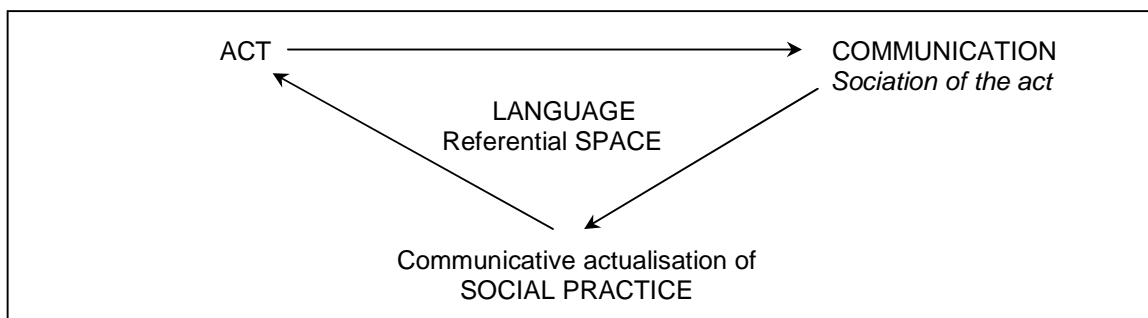 ACT
COMMUNICATION
Sociation of the act
LANGUAGE
Referential SPACE
Communicative actualisation of
SOCIAL PRACTICE